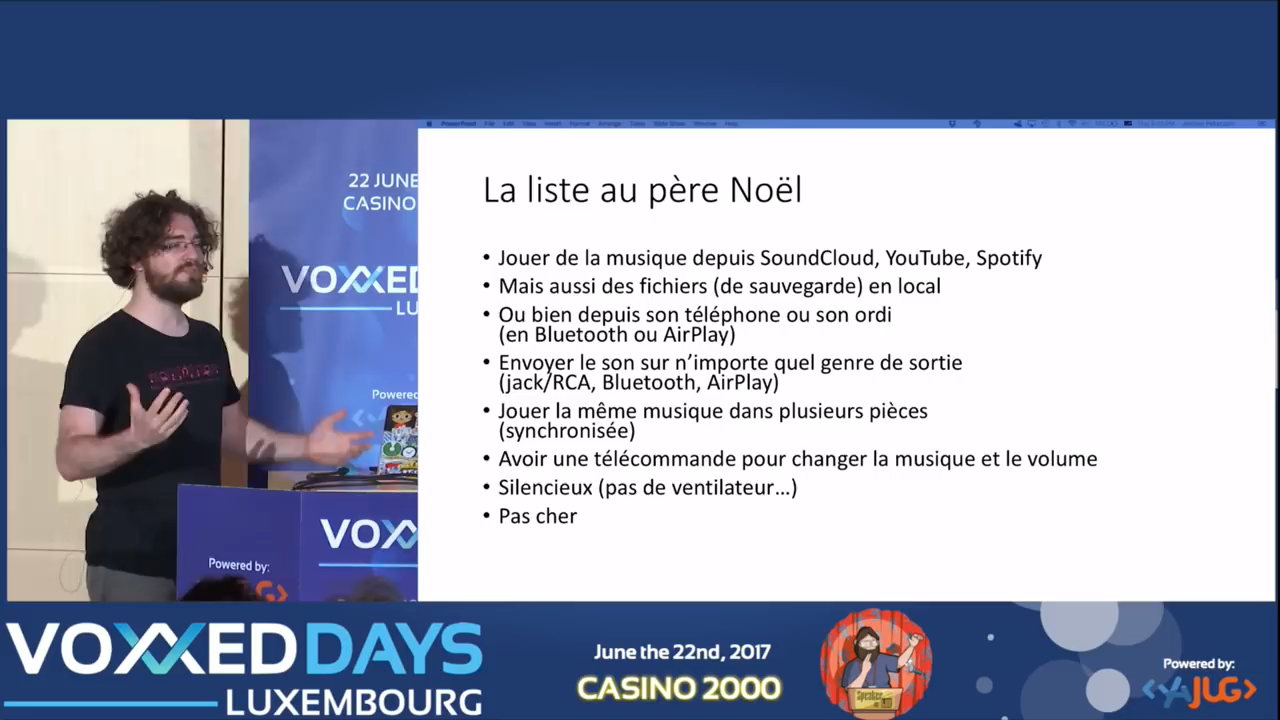 22 JUNE
CASINO
VOXXED
LU
Powered
VOXX
Powered by:
La liste au père Noël
• Jouer de la musique depuis SoundCloud, YouTube, Spotify
• Mais aussi des fichiers (de sauvegarde) en local
• Ou bien depuis son téléphone ou son ordi
(en Bluetooth ou AirPlay)
• Envoyer le son sur n’importe quel genre de sortie
(jack/RCA, Bluetooth, AirPlay)
• Jouer la même musique dans plusieurs pièces
(synchronisée)
• Avoir une télécommande pour changer la musique et le volume
• Silencieux (pas de ventilateur…)
• Pas cher
VOXXED DAYS
LUXEMBOURG
June the 22nd, 2017
CASINO 2000
Speaker
Powered by:
<YAJUG>